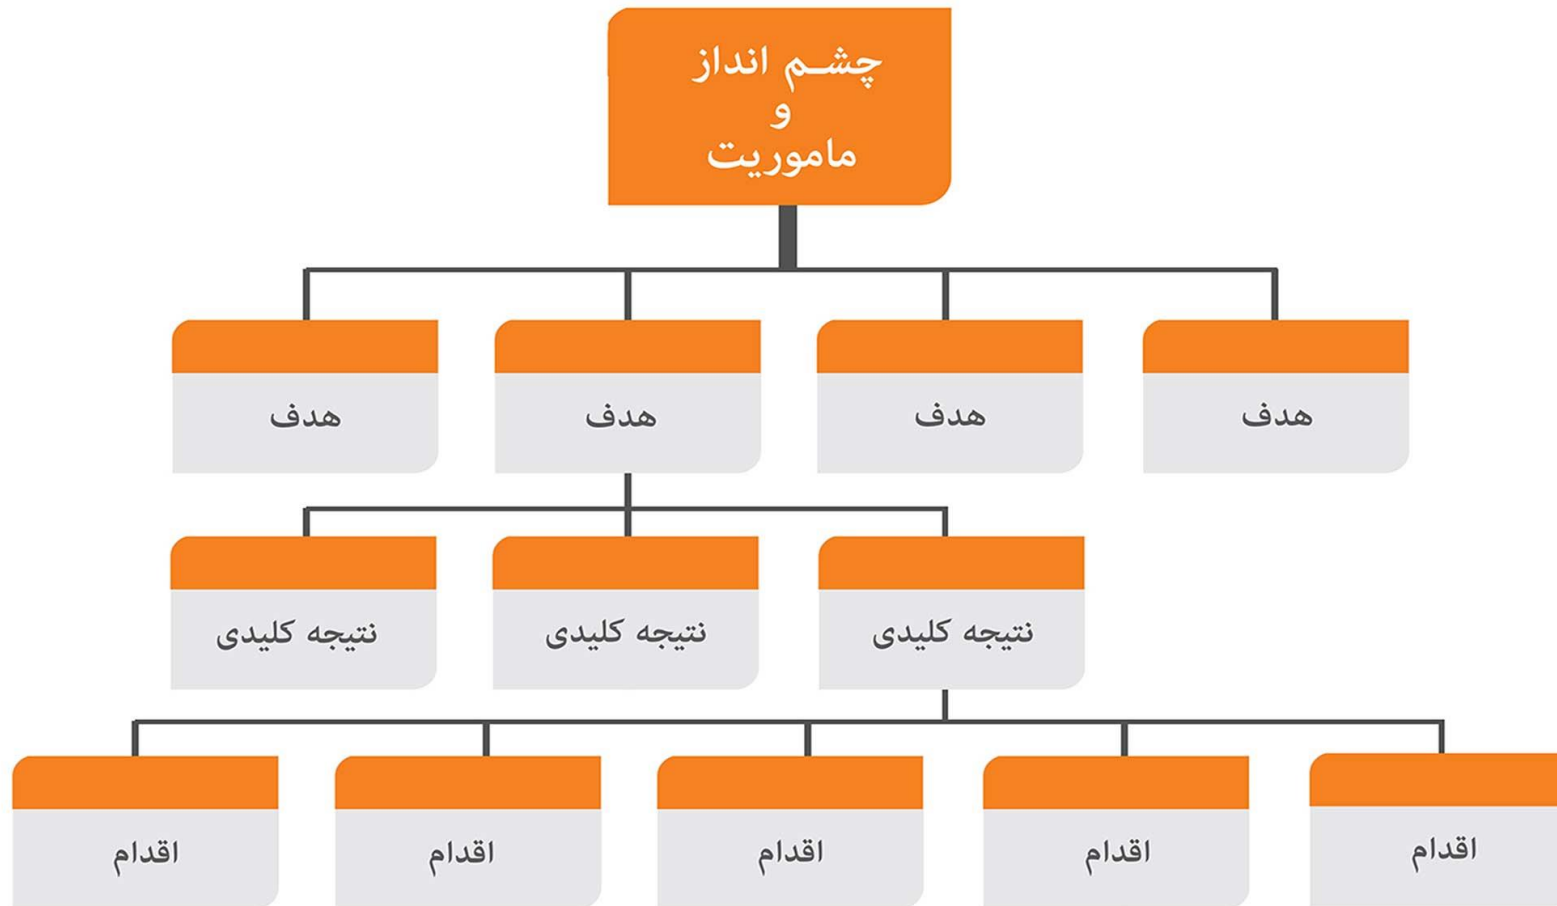 چشم انداز
و
ماموریت
هدف
هدف
هدف
هدف
نتیجه کلیدی
نتیجه کلیدی
نتیجه کلیدی
اقدام
اقدام
اقدام
اقدام
اقدام